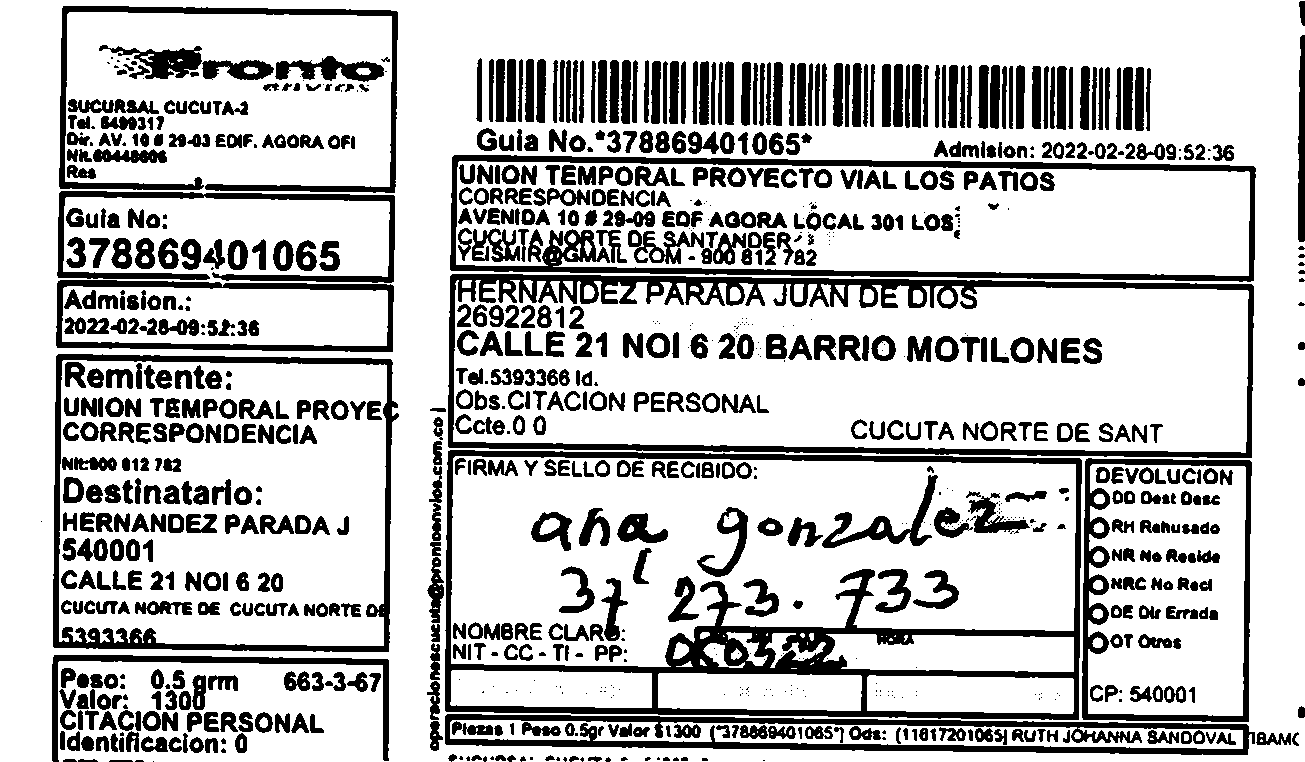 Pronto
envios
SUCURSAL CUCUTA-2
Tel. 5499317
Dir. AV. 10 # 29-03 EDIF. AGORA OFI
Nit.60448606
Res
Guia No:
378869401065
Admision.:
2022-02-28-09:52:36
Remitente:
UNION TEMPORAL PROYEC
CORRESPONDENCIA
Nit:900 812 782
Destinatario:
HERNANDEZ PARADA J
540001
CALLE 21 NOI 6 20
CUCUTA NORTE DE CUCUTA NORTE DE
5393366
Peso: 0.5 grm 663-3-67
Valor: 1300
CITACION PERSONAL
Identificacion: 0
operacionescucuta@prontoenvios.com.co
Guia No.*378869401065*
Admision: 2022-02-28-09:52:36
UNION TEMPORAL PROYECTO VIAL LOS PATIOS
CORRESPONDENCIA
AVENIDA 10 # 29-09 EDF AGORA LOCAL 301 LOS
CUCUTA NORTE DE SANTANDER
YEISMIR@GMAIL COM - 900 812 782
HERNANDEZ PARADA JUAN DE DIOS
26922812
CALLE 21 NOI 6 20 BARRIO MOTILONES
Tel.5393366 Id.
Obs.CITACION PERSONAL
Ccte.0 0 CUCUTA NORTE DE SANT
FIRMA Y SELLO DE RECIBIDO:
ana gonzalez
37 273. 733
NOMBRE CLARO:
HORA
NIT - CC - TI - PP:
DEVOLUCION
DD Dest Desc
RH Rehusado
NR No Reside
NRC No Recl
DE Dir Errada
OT Otros
CP: 540001
Piezas 1 Peso 0.5gr Valor $1300 (*378869401065*) Ods: (11617201065) RUTH JOHANNA SANDOVAL